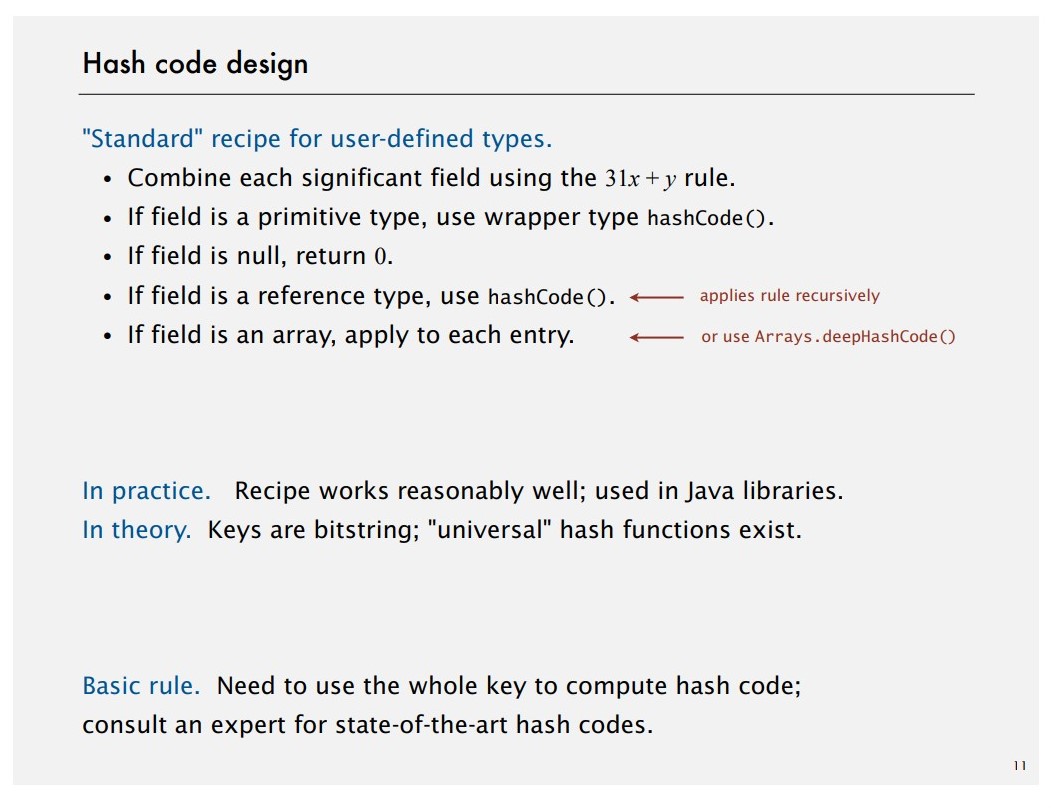 Hash code design
"Standard" recipe for user-defined types.
• Combine each significant field using the 31x + y rule.
• If field is a primitive type, use wrapper type hashCode().
• If field is null, return 0.
• If field is a reference type, use hashCode(). applies rule recursively
• If field is an array, apply to each entry. or use Arrays.deepHashCode()
In practice. Recipe works reasonably well; used in Java libraries.
In theory. Keys are bitstring; "universal" hash functions exist.
Basic rule. Need to use the whole key to compute hash code;
consult an expert for state-of-the-art hash codes.
11